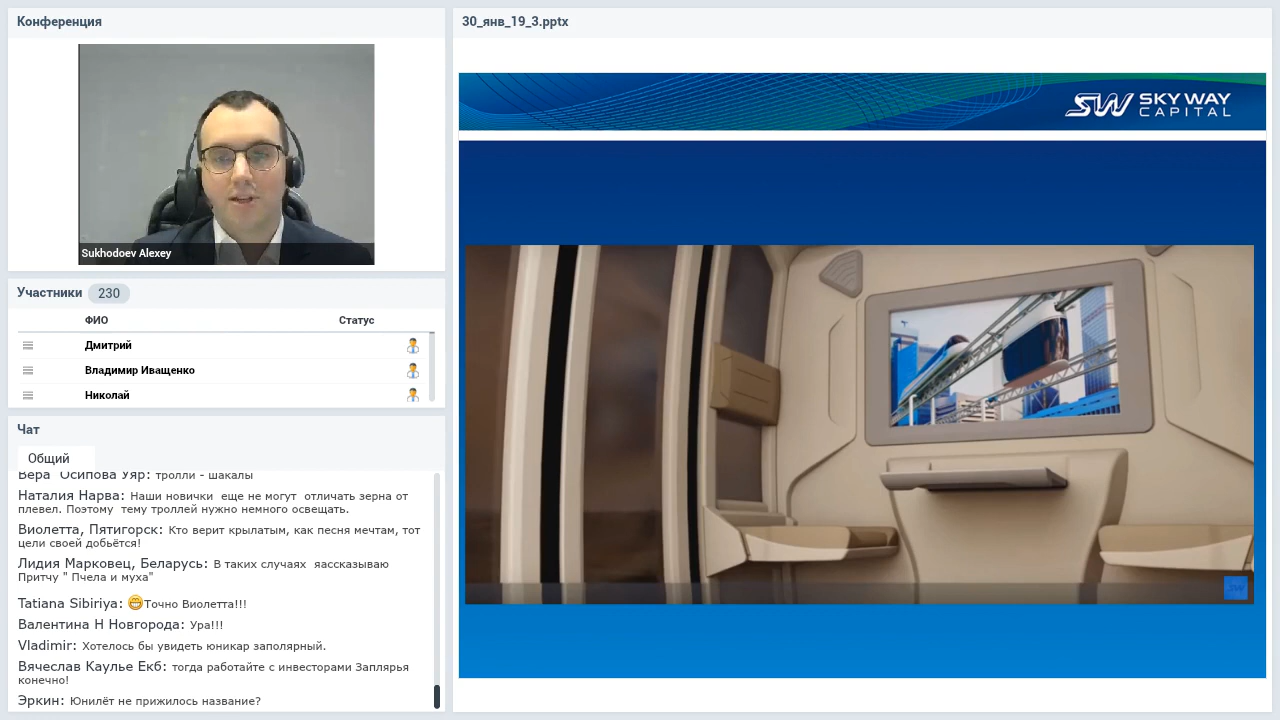 Конференция
Sukhodoev Alexey
Участники 230
ФИО Статус
Дмитрий
Владимир Иващенко
Николай
Чат
Общий
Вера Осипова Уяр: тролли - шакалы
Наталия Нарва: Наши новички еще не могут отличать зерна от
плевел. Поэтому тему троллей нужно немного освещать.
Виолетта, Пятигорск: Кто верит крылатым, как песня мечтам, тот
цели своей добьётся!
Лидия Марковец, Беларусь: В таких случаях яассказываю
Притчу " Пчела и муха"
Tatiana Sibiriya: Точно Виолетта!!!
Валентина Н Новгорода: Ура!!!
Vladimir: Хотелось бы увидеть юникар заполярный.
Вячеслав Каулье Екб: тогда работайте с инвесторами Заплярья
конечно!
Эркин: Юнилёт не прижилось название?
30_янв_19_3.pptx
SW SKY WAY
CAPITAL
SW